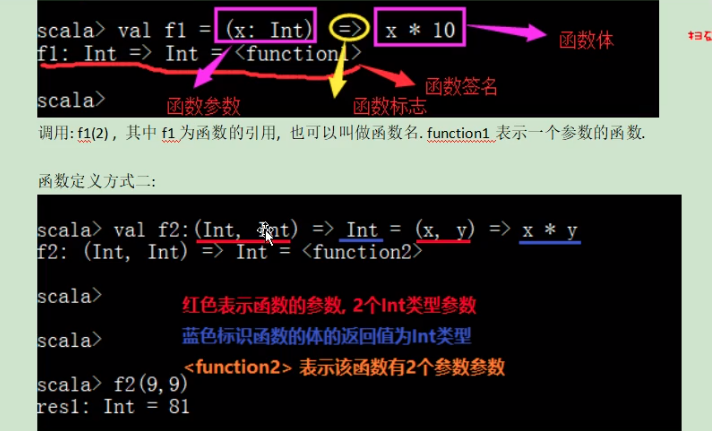 scala> val f1 = (x: Int) => x * 10
f1: Int => Int = <function1>
函数体
函数签名
scala>
函数参数
函数标志
调用: f1(2) , 其中 f1 为函数的引用, 也可以叫做函数名. function1 表示一个参数的函数.
函数定义方式二:
scala> val f2:(Int, Int) => Int = (x, y) => x * y
f2: (Int, Int) => Int = <function2>
scala>
红色表示函数的参数, 2个Int类型参数
scala>
蓝色标识函数的体的返回值为Int类型
<function2> 表示该函数有2个参数参数
scala> f2(9,9)
res1: Int = 81